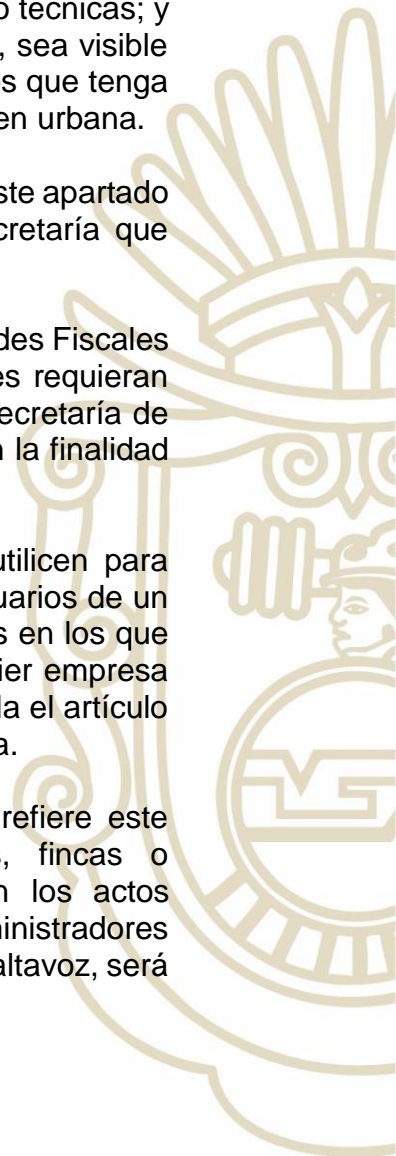 o técnicas; y
, sea visible
s que tenga
en urbana.
ste apartado
cretaría que
des Fiscales
es requieran
ecretaría de
n la finalidad
utilicen para
uarios de un
s en los que
ier empresa
la el artículo
a.
refiere este
s, fincas o
n los actos
ministradores
altavoz, será